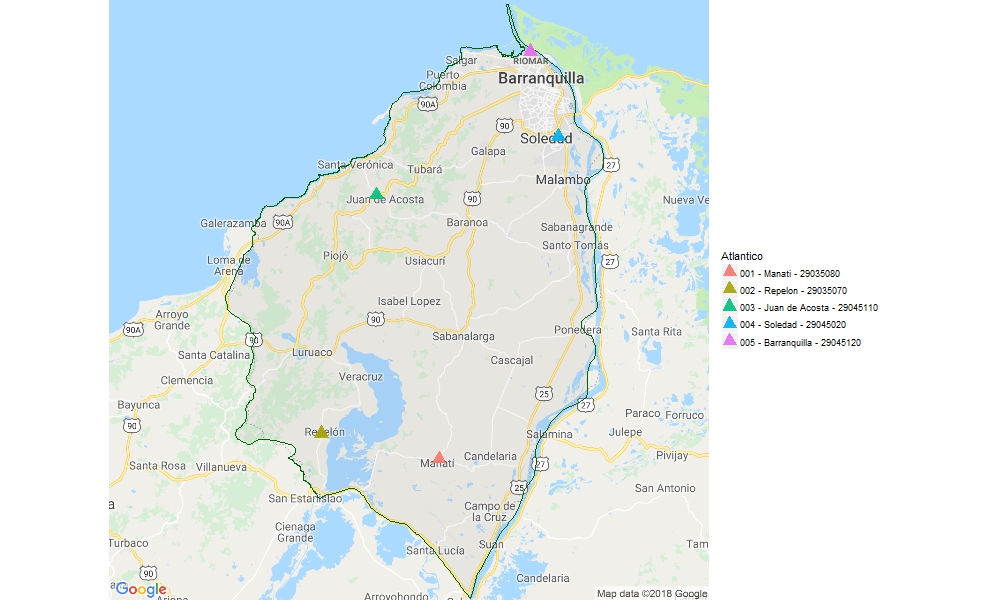 Salgar
RIOMAR
Puerto
Colombia
Barranquilla
90A
90
Soledad
Galapa
27
Santa Verónica
Tubará
Malambo
Juan de Acosta
90
Nueva Ve
Galerazamba
90A
Baranoa
Sabanagrande
Santo Tomás
Loma de
Arena
Piojó
Usiacurí
27
Isabel Lopez
Arroyo
Grande
90A
90
Ponedera
Santa Rita
Sabanalarga
90
Santa Catalina
Luruaco
Cascajal
Clemencia
Veracruz
25
Bayunca
27
Paraco
Forruco
90
Repelón
Salamina
Julepe
Santa Rosa
Villanueva
Manatí
Candelaria
27
Pivijay
25
San Antonio
San Estanislao
Campo de
la Cruz
a
Cienaga
Grande
Turbaco
Santa Lucía
Suan
Tam
90
Candelaria
Google
Arroyohondo
Map data ©2018 Google
Atlantico
001 - Manatí - 29035080
002 - Repelon - 29035070
003 - Juan de Acosta - 29045110
004 - Soledad - 29045020
005 - Barranquilla - 29045120